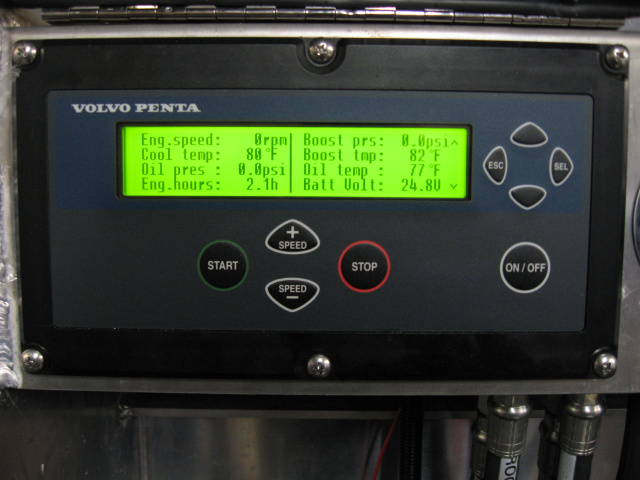 VOLVO PENTA
Eng.speed: 0rpm Boost prs: 0.0psi
Cool temp: 80°F Boost tmp: 82°F
Oil pres : 0.0psi Oil temp : 77°F
Eng.hours: 2.1h Batt Volt: 24.8V
ESC
SEL
+
SPEED
START
STOP
ON/OFF
SPEED
−